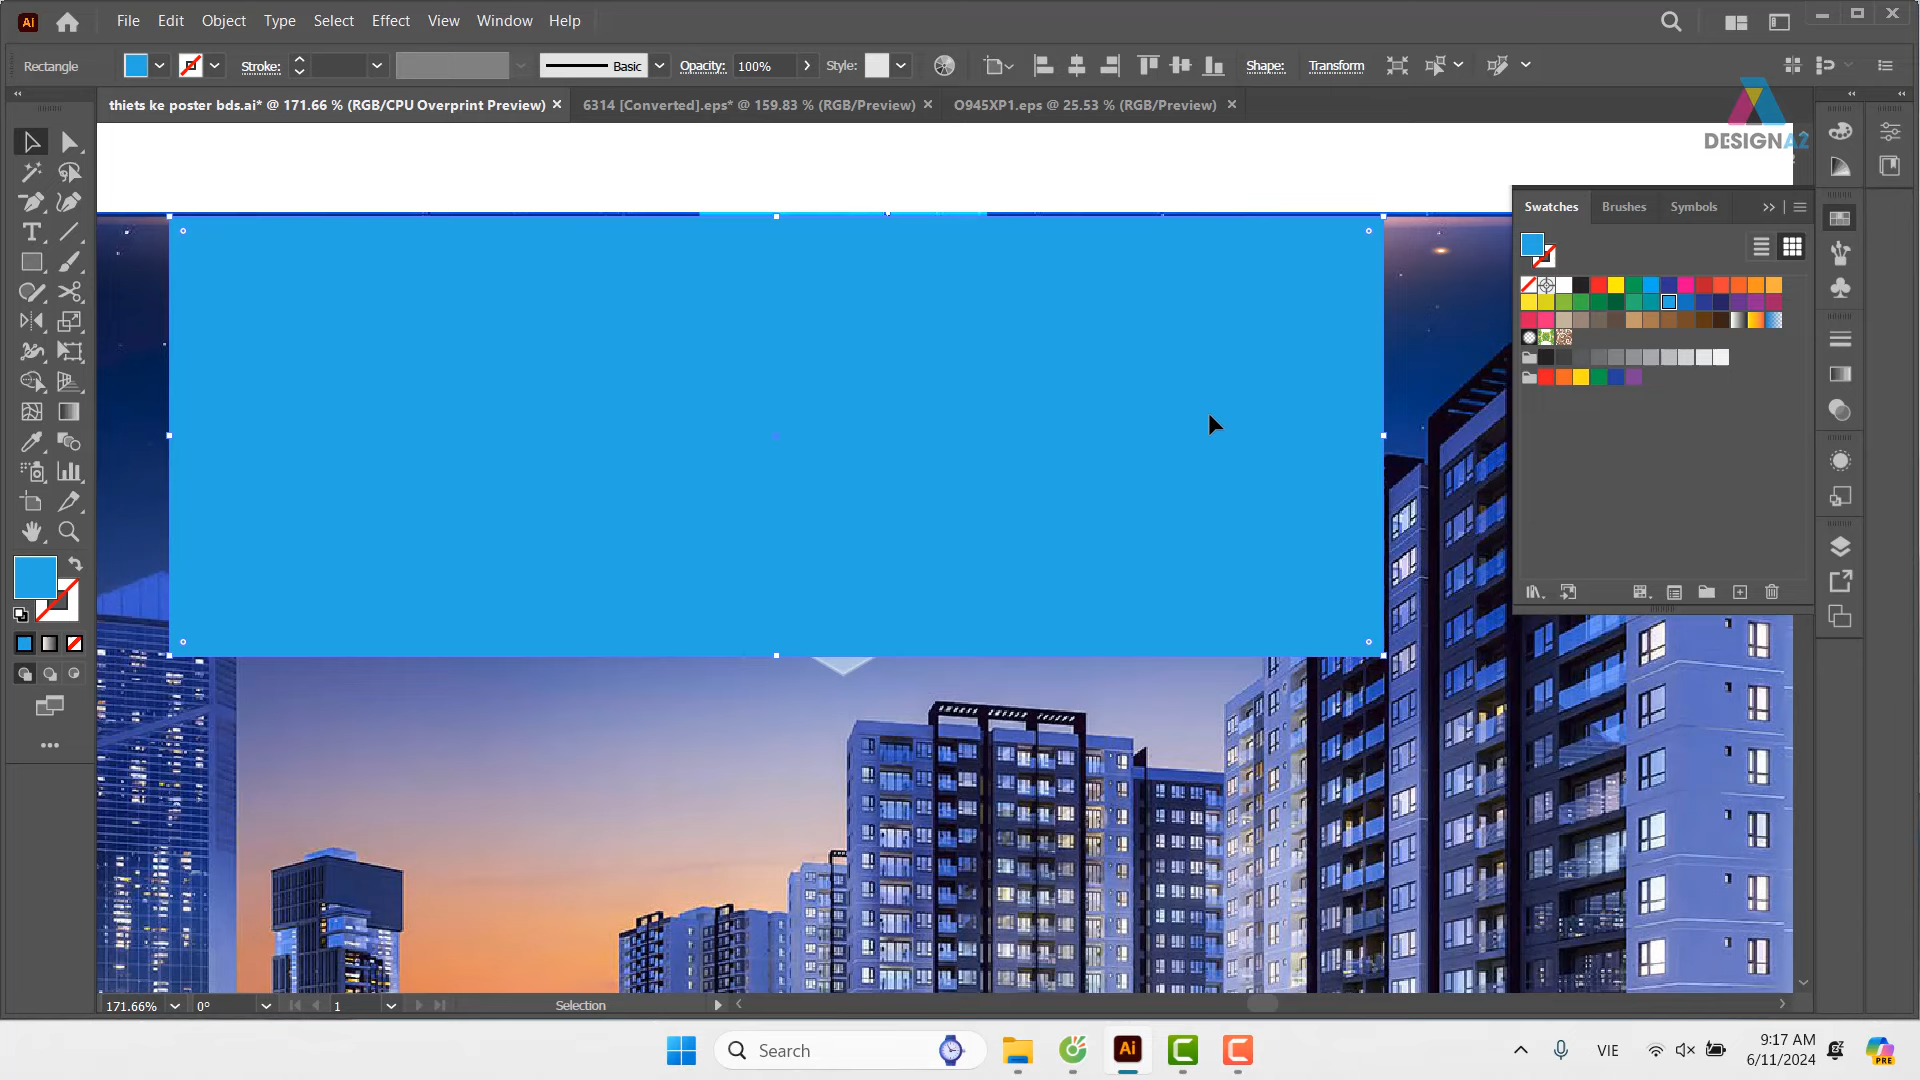 Ai File Edit Object Type Select Effect View Window Help
Rectangle Stroke: Basic Opacity: 100% Style: Shape: Transform
thiets ke poster bds.ai* @ 171.66 % (RGB/CPU Overprint Preview) × 6314 [Converted].eps* @ 159.83 % (RGB/Preview) × O945XP1.eps @ 25.53 % (RGB/Preview) ×
DESIGNA2
Swatches Brushes Symbols
171.66% 0° 1 Selection
Search
Ai
VIE
9:17 AM
6/11/2024
PRE